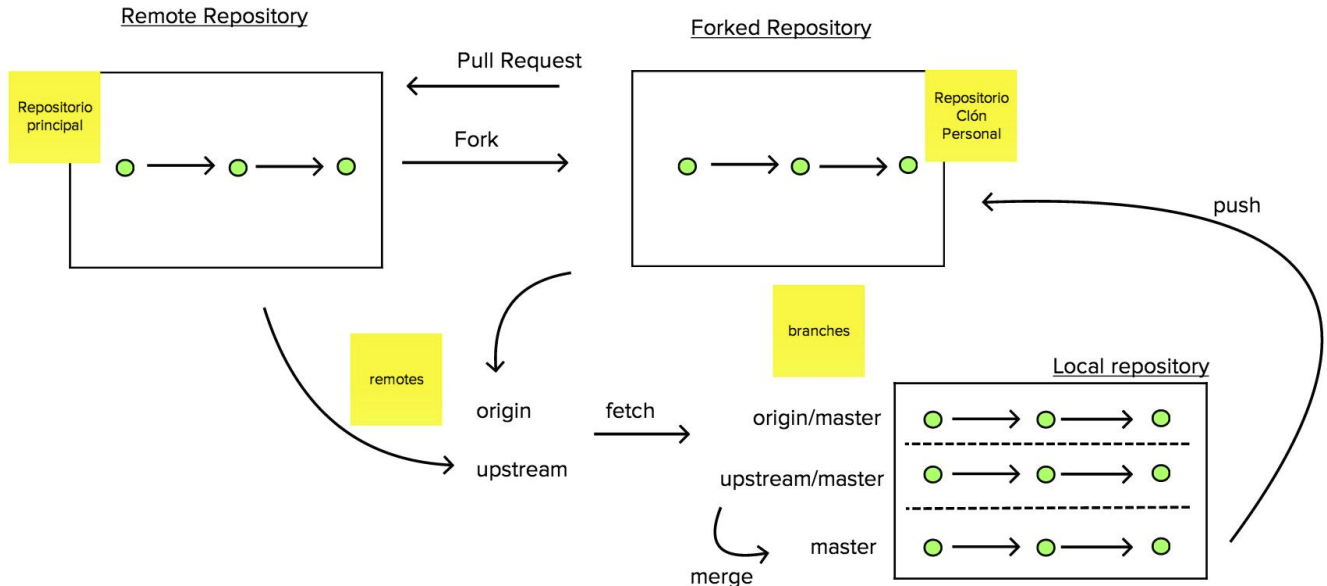 Remote Repository
Forked Repository
Pull Request
Repositorio
principal
Repositorio
Clón
Personal
Fork
push
branches
remotes
Local repository
origin
fetch
origin/master
upstream
upstream/master
master
merge